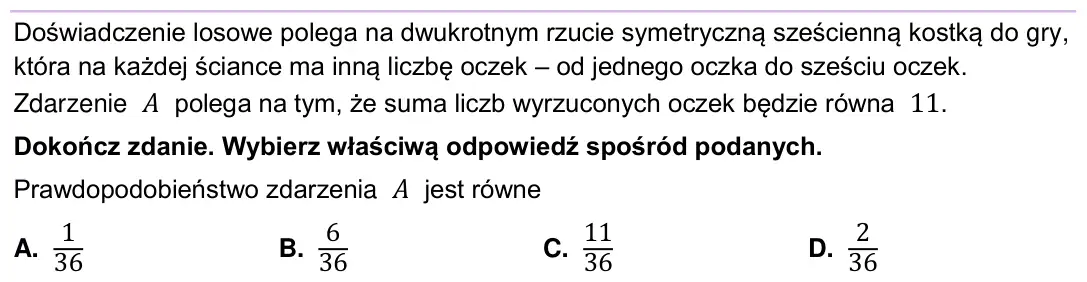 Doświadczenie losowe polega na dwukrotnym rzucie symetryczną sześcienną kostką do gry,
która na każdej ściance ma inną liczbę oczek – od jednego oczka do sześciu oczek.
Zdarzenie A polega na tym, że suma liczb wyrzuconych oczek będzie równa 11.
Dokończ zdanie. Wybierz właściwą odpowiedź spośród podanych.
Prawdopodobieństwo zdarzenia A jest równe
A. 1/36 B. 6/36 C. 11/36 D. 2/36